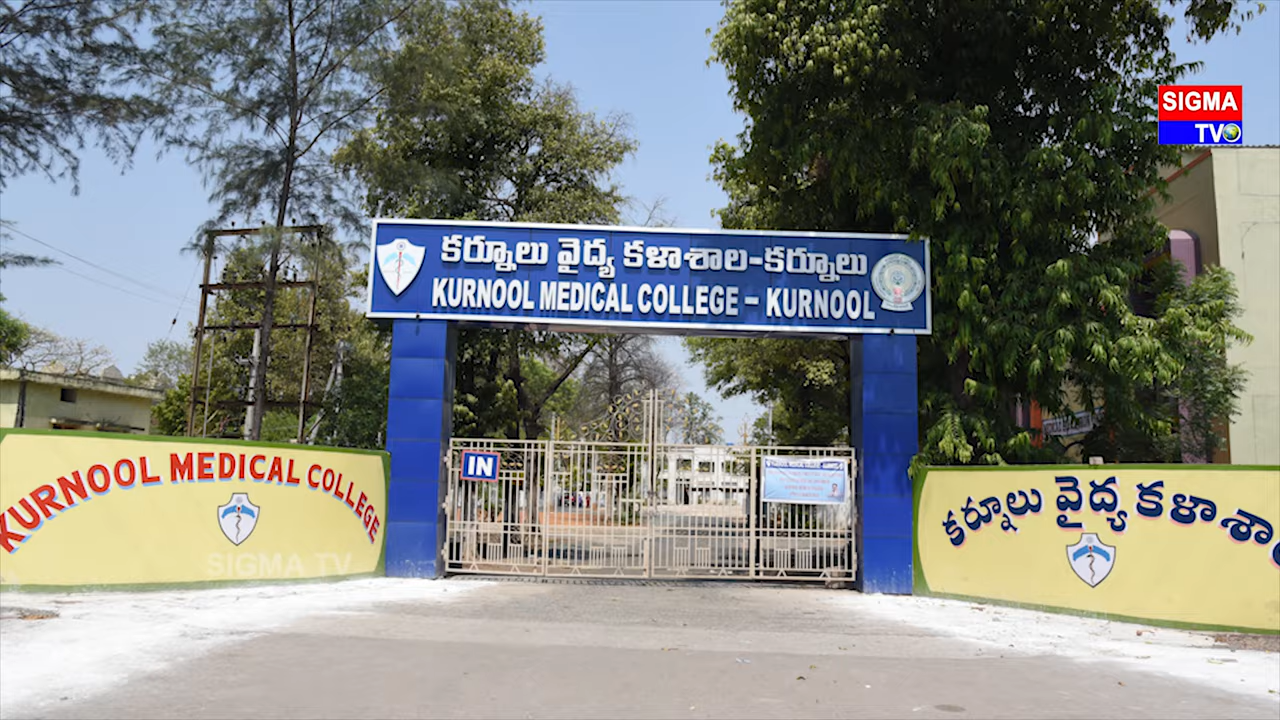 SIGMA
TV
కర్నూలు వైద్య కళాశాల-కర్నూలు
KURNOOL MEDICAL COLLEGE – KURNOOL
IN
KURNOOL MEDICAL COLLEGE
కర్నూలు వైద్య కళాశాల
SIGMA TV